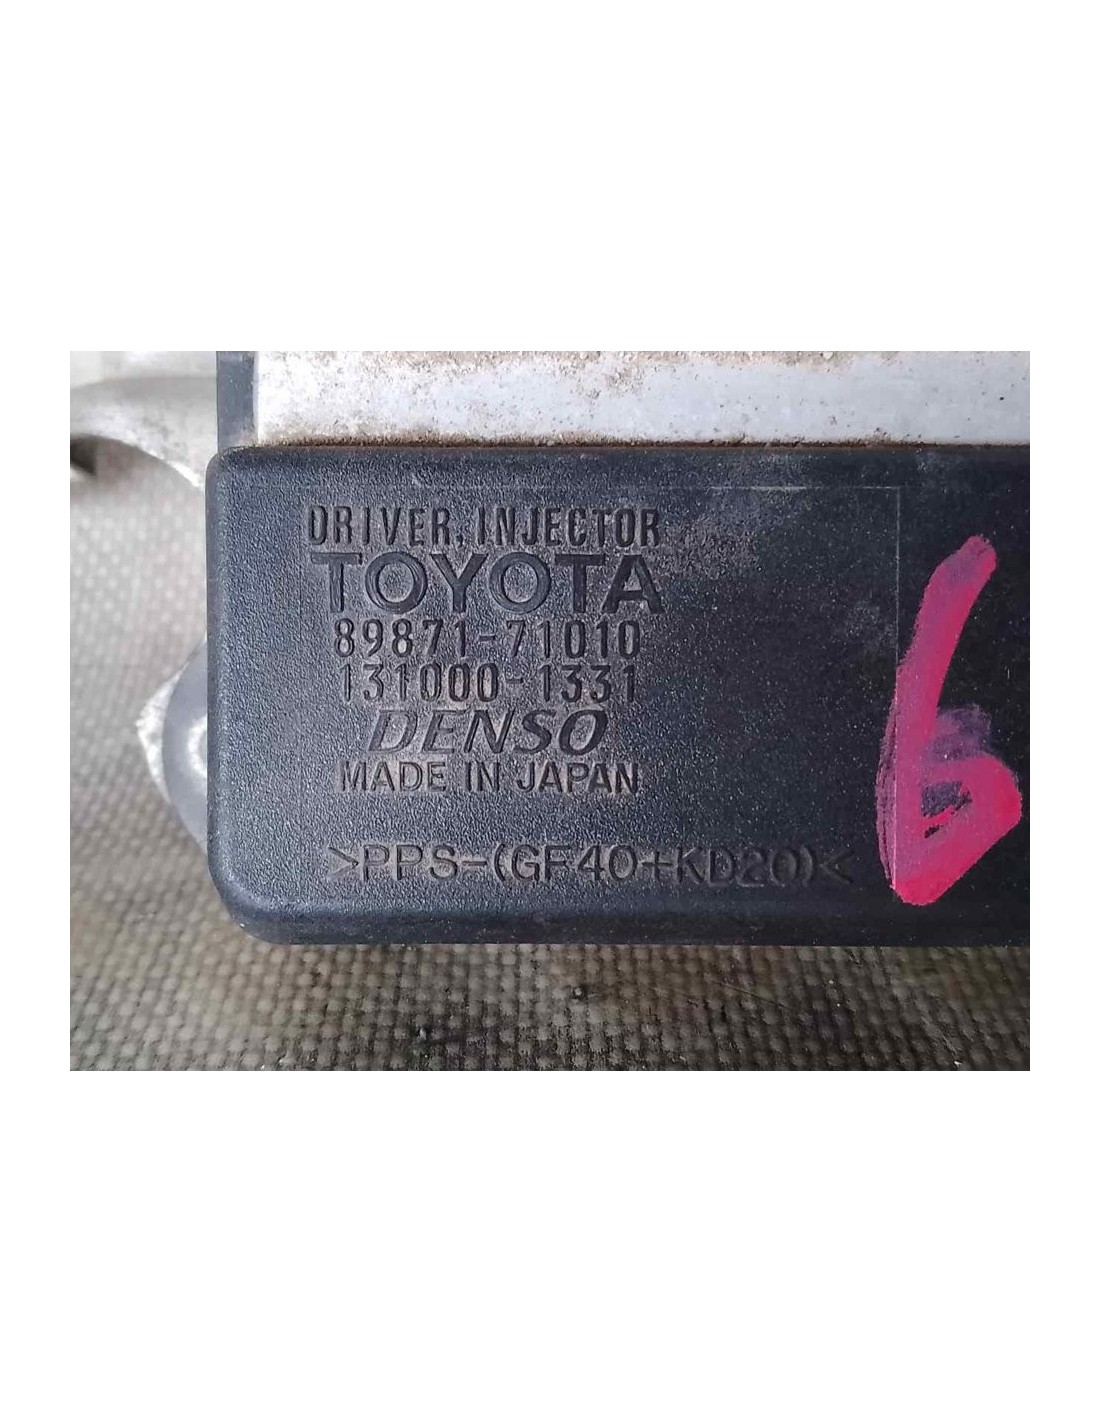 DRIVER, INJECTOR
TOYOTA
89871-71010
131000-1331
DENSO
MADE IN JAPAN
>PPS-(GF40+KD20)<
6